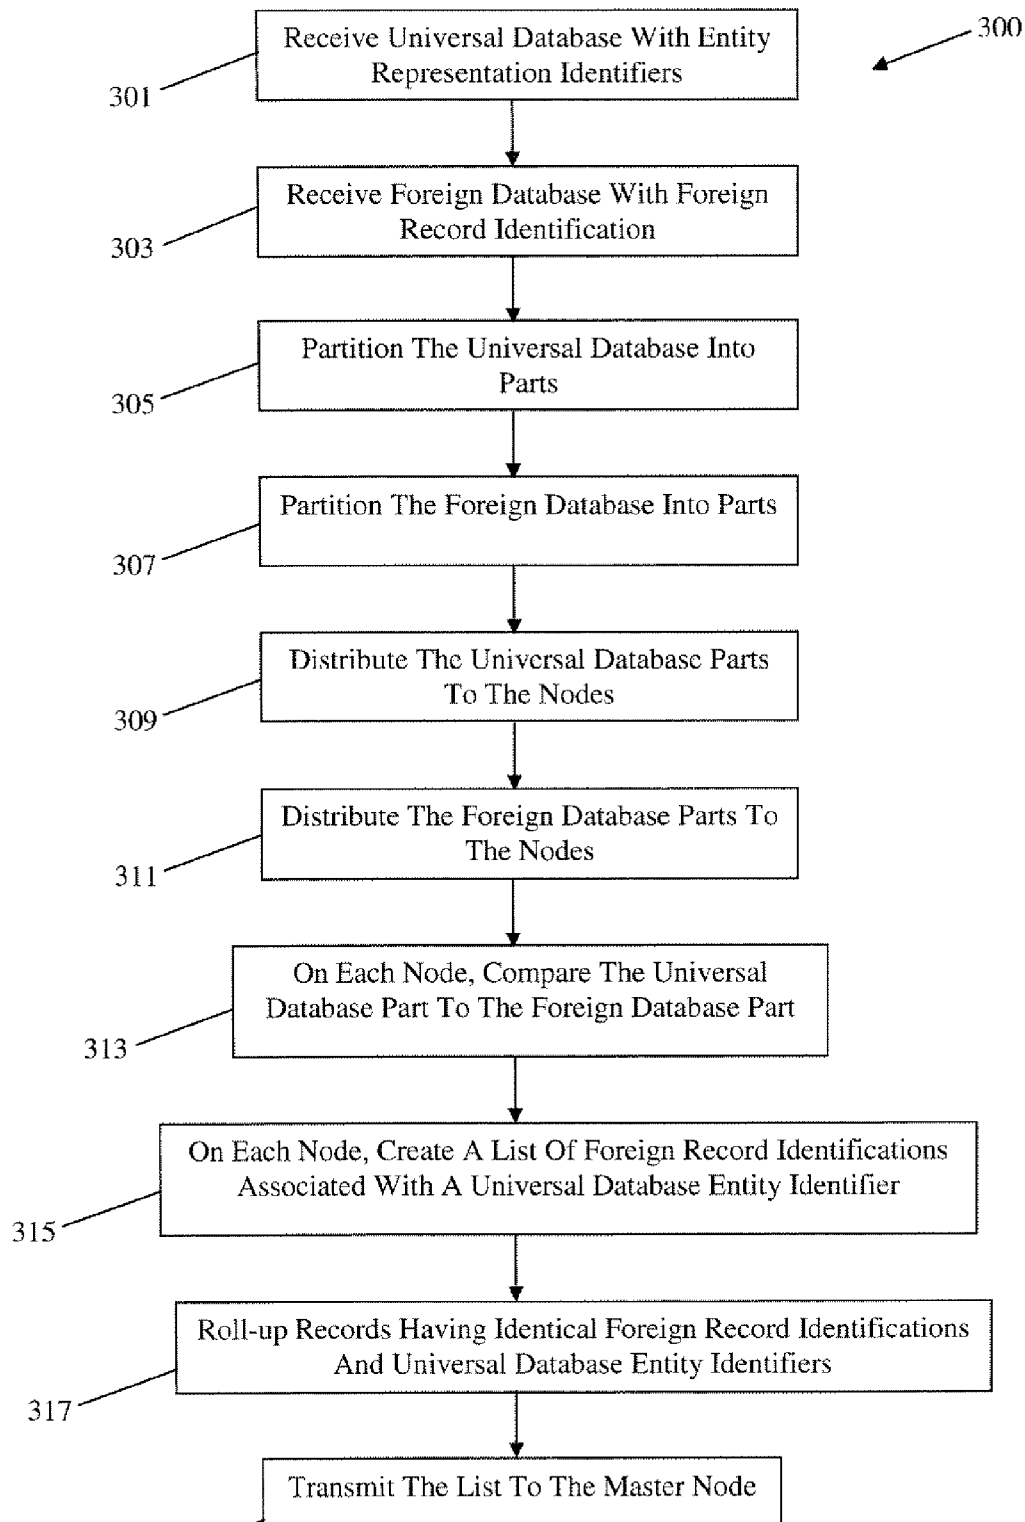 300
Receive Universal Database With Entity
Representation Identifiers
301
Receive Foreign Database With Foreign
Record Identification
303
Partition The Universal Database Into
Parts
305
Partition The Foreign Database Into Parts
307
Distribute The Universal Database Parts
To The Nodes
309
Distribute The Foreign Database Parts To
The Nodes
311
On Each Node, Compare The Universal
Database Part To The Foreign Database Part
313
On Each Node, Create A List Of Foreign Record Identifications
Associated With A Universal Database Entity Identifier
315
Roll-up Records Having Identical Foreign Record Identifications
And Universal Database Entity Identifiers
317
Transmit The List To The Master Node